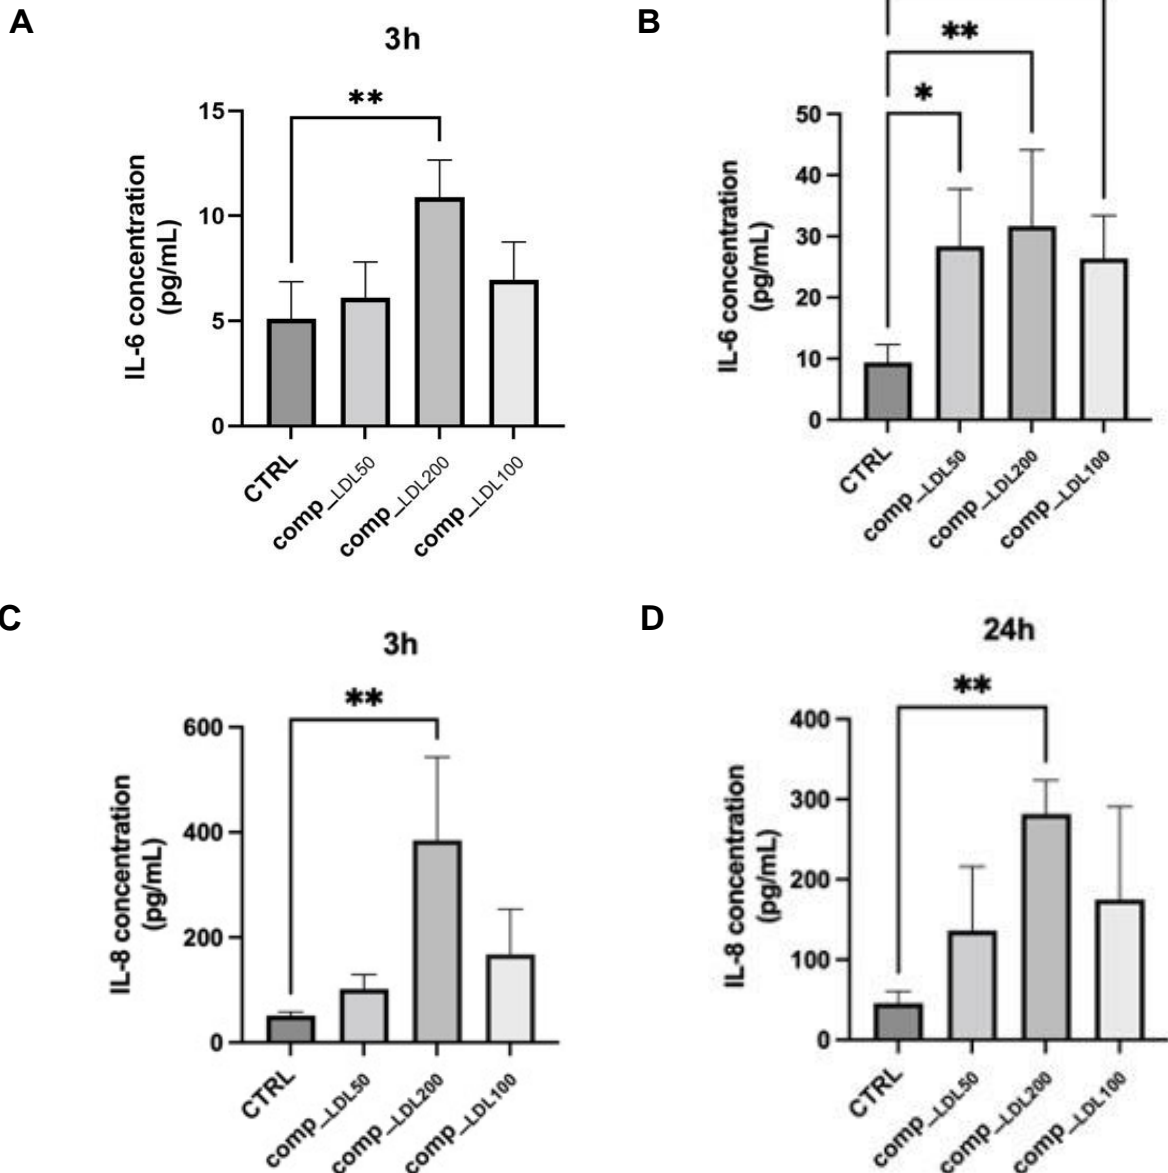 A
3h
**
15
10
5
0
IL-6 concentration
(pg/mL)
CTRL
comp_LDL50
comp_LDL200
comp_LDL100
B
**
*
50
40
30
20
10
0
IL-6 concentration
(pg/mL)
CTRL
comp_LDL50
comp_LDL200
comp_LDL100
C
3h
**
600
400
200
0
IL-8 concentration
(pg/mL)
CTRL
comp_LDL50
comp_LDL200
comp_LDL100
D
24h
**
400
300
200
100
0
IL-8 concentration
(pg/mL)
CTRL
comp_LDL50
comp_LDL200
comp_LDL100